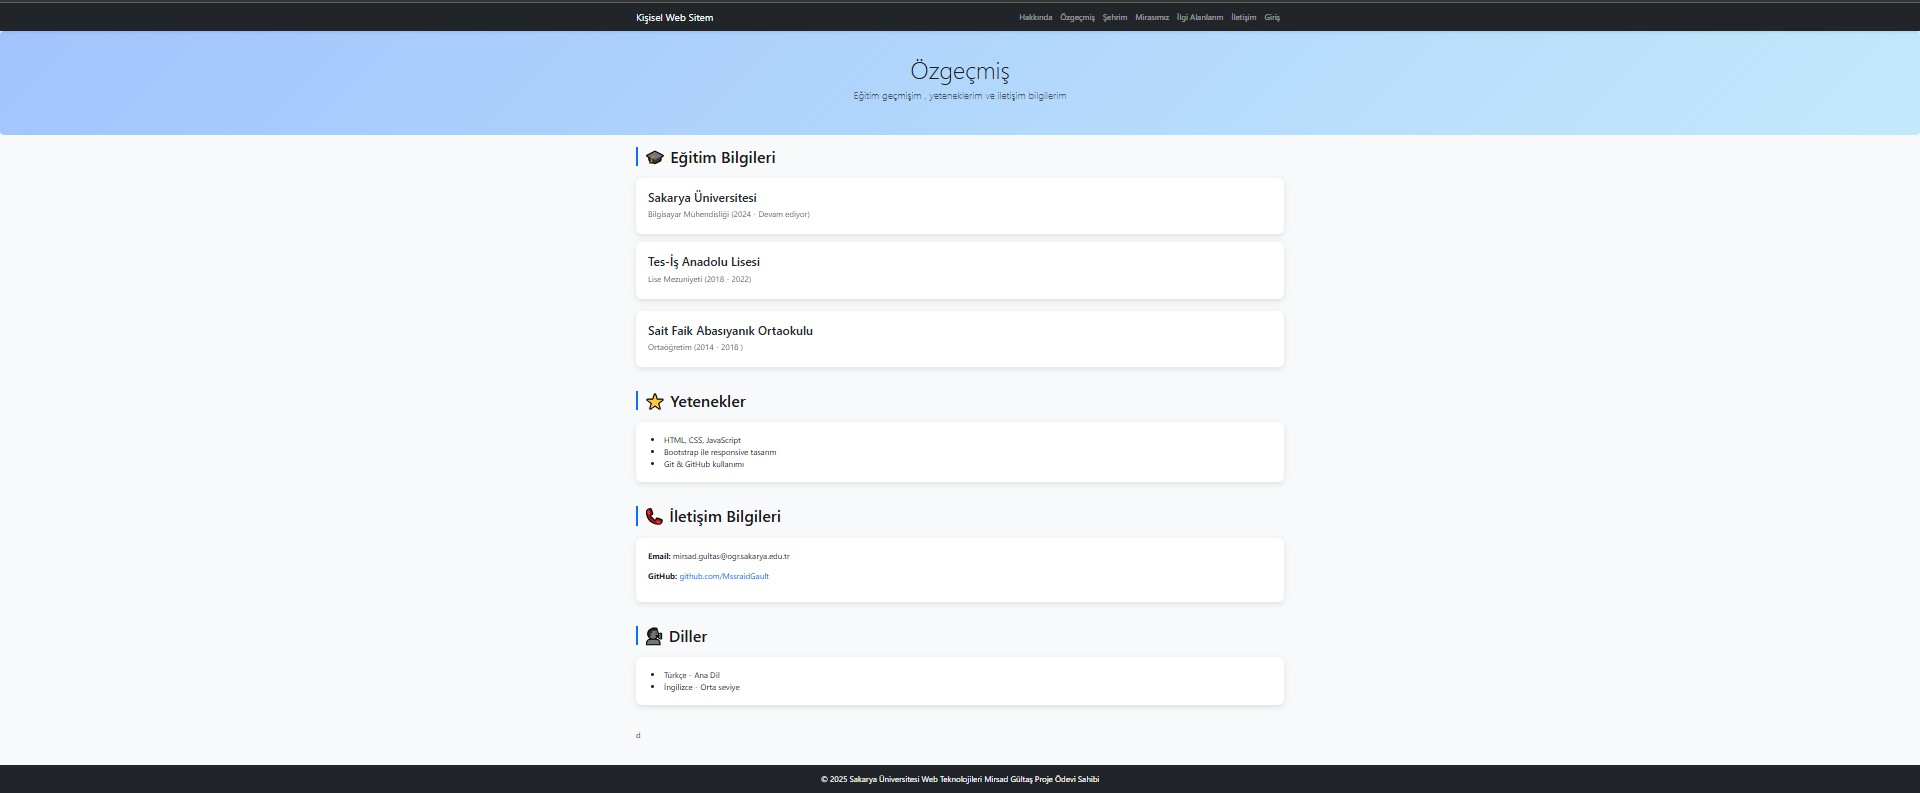 Kişisel Web Sitem
Hakkında Özgeçmiş Şehrim Mirasımız İlgi Alanlarım İletişim Giriş
Özgeçmiş
Eğitim geçmişim , yeteneklerim ve iletişim bilgilerim
Eğitim Bilgileri
Sakarya Üniversitesi
Bilgisayar Mühendisliği (2024 - Devam ediyor)
Tes-İş Anadolu Lisesi
Lise Mezuniyeti (2018 - 2022)
Sait Faik Abasıyanık Ortaokulu
Ortaöğretim (2014 - 2018 )
Yetenekler
HTML, CSS, JavaScript
Bootstrap ile responsive tasarım
Git & GitHub kullanımı
İletişim Bilgileri
Email: mirsad.gultas@ogr.sakarya.edu.tr
GitHub: github.com/MssraidGault
Diller
Türkçe - Ana Dil
İngilizce - Orta seviye
d
© 2025 Sakarya Üniversitesi Web Teknolojileri Mirsad Gültaş Proje Ödevi Sahibi